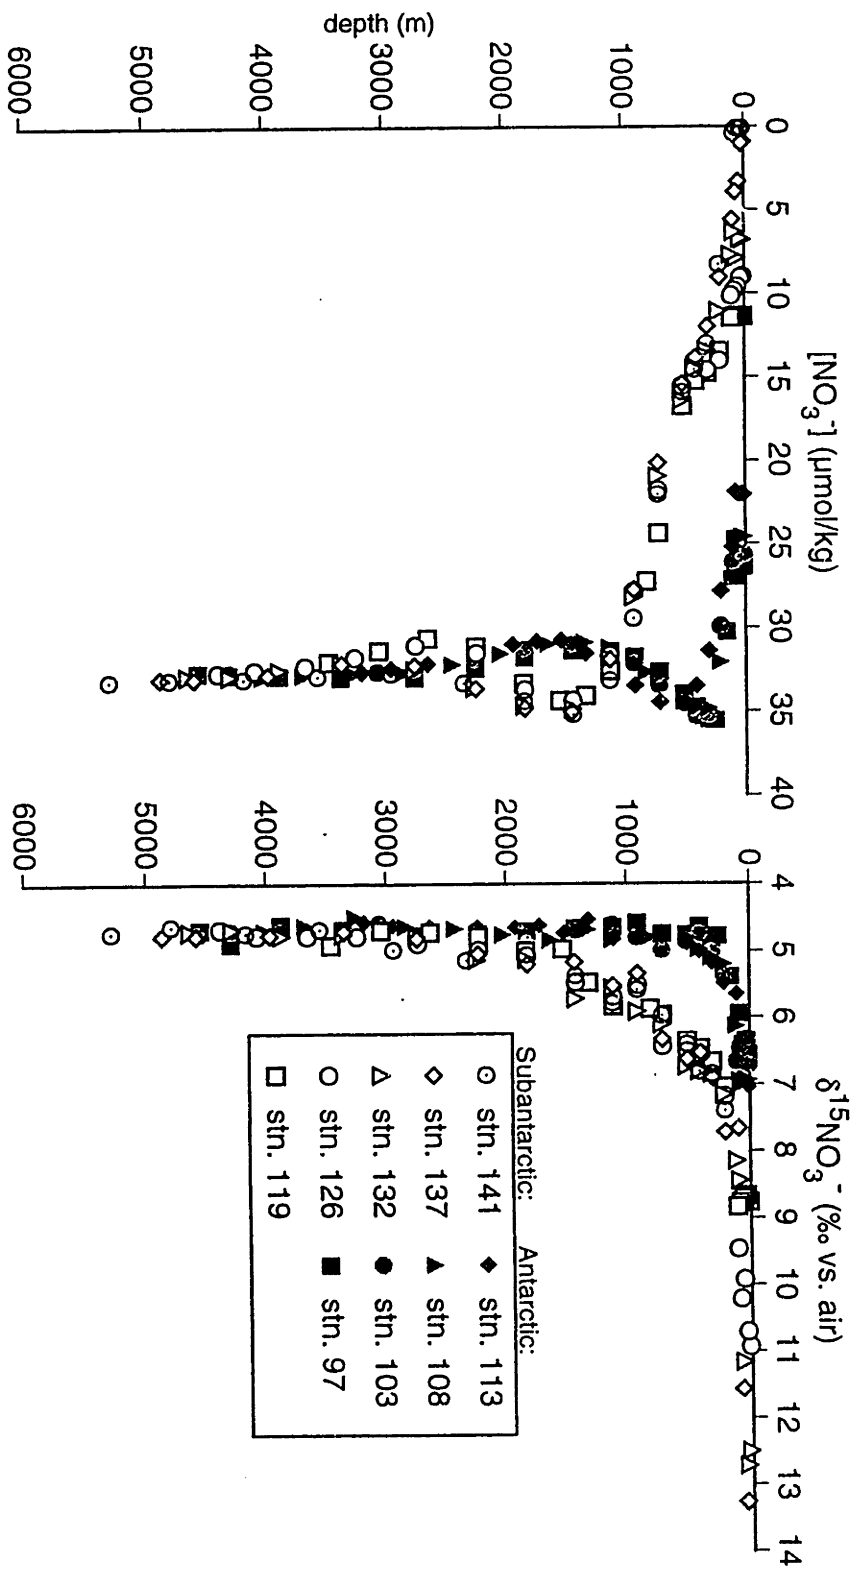 [NO3-] (μmol/kg)
0 5 10 15 20 25 30 35 40
depth (m)
0
1000
2000
3000
4000
5000
6000
δ15NO3- (‰ vs. air)
4 5 6 7 8 9 10 11 12 13 14
0
1000
2000
3000
4000
5000
6000
Subantarctic: Antarctic:
stn. 141 stn. 113
stn. 137 stn. 108
stn. 132 stn. 103
stn. 126 stn. 97
stn. 119